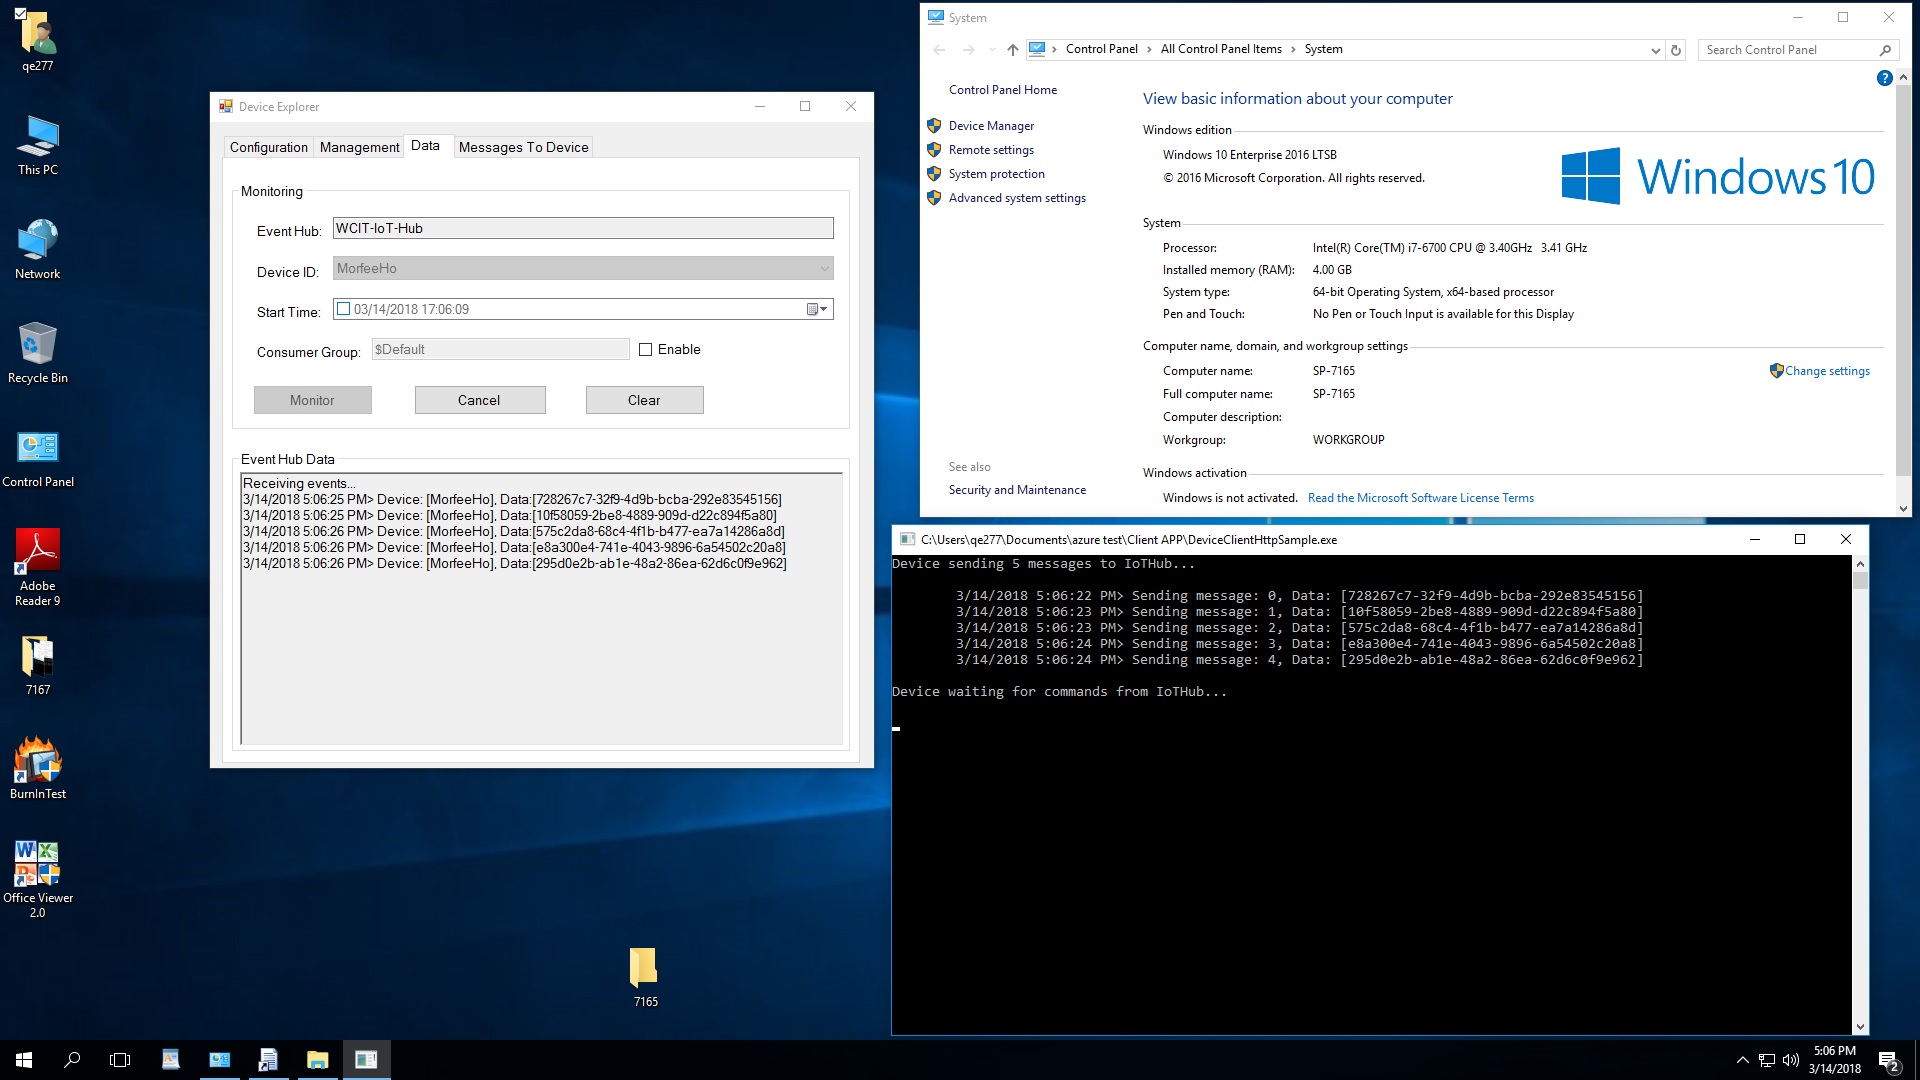 qe277
This PC
Network
Recycle Bin
Control Panel
Adobe
Reader 9
7167
BurnInTest
Office Viewer
2.0
7165
Device Explorer
Configuration
Management
Data
Messages To Device
Monitoring
Event Hub:
WCIT-IoT-Hub
Device ID:
MorfeeHo
Start Time:
03/14/2018 17:06:09
Consumer Group:
$Default
Enable
Monitor
Cancel
Clear
Event Hub Data
Receiving events...
3/14/2018 5:06:25 PM> Device: [MorfeeHo], Data:[728267c7-32f9-4d9b-bcba-292e83545156]
3/14/2018 5:06:25 PM> Device: [MorfeeHo], Data:[10f58059-2be8-4889-909d-d22c894f5a80]
3/14/2018 5:06:26 PM> Device: [MorfeeHo], Data:[575c2da8-68c4-4f1b-b477-ea7a14286a8d]
3/14/2018 5:06:26 PM> Device: [MorfeeHo], Data:[e8a300e4-741e-4043-9896-6a54502c20a8]
3/14/2018 5:06:26 PM> Device: [MorfeeHo], Data:[295d0e2b-ab1e-48a2-86ea-62d6c0f9e962]
System
Control Panel > All Control Panel Items > System
Search Control Panel
Control Panel Home
Device Manager
Remote settings
System protection
Advanced system settings
See also
Security and Maintenance
View basic information about your computer
Windows edition
Windows 10 Enterprise 2016 LTSB
© 2016 Microsoft Corporation. All rights reserved.
Windows 10
System
Processor: Intel(R) Core(TM) i7-6700 CPU @ 3.40GHz 3.41 GHz
Installed memory (RAM): 4.00 GB
System type: 64-bit Operating System, x64-based processor
Pen and Touch: No Pen or Touch Input is available for this Display
Computer name, domain, and workgroup settings
Computer name: SP-7165
Change settings
Full computer name: SP-7165
Computer description:
Workgroup: WORKGROUP
Windows activation
Windows is not activated. Read the Microsoft Software License Terms
C:\Users\qe277\Documents\azure test\Client APP\DeviceClientHttpSample.exe
Device sending 5 messages to IoTHub...
3/14/2018 5:06:22 PM> Sending message: 0, Data: [728267c7-32f9-4d9b-bcba-292e83545156]
3/14/2018 5:06:23 PM> Sending message: 1, Data: [10f58059-2be8-4889-909d-d22c894f5a80]
3/14/2018 5:06:23 PM> Sending message: 2, Data: [575c2da8-68c4-4f1b-b477-ea7a14286a8d]
3/14/2018 5:06:24 PM> Sending message: 3, Data: [e8a300e4-741e-4043-9896-6a54502c20a8]
3/14/2018 5:06:24 PM> Sending message: 4, Data: [295d0e2b-ab1e-48a2-86ea-62d6c0f9e962]
Device waiting for commands from IoTHub...
5:06 PM
3/14/2018
2